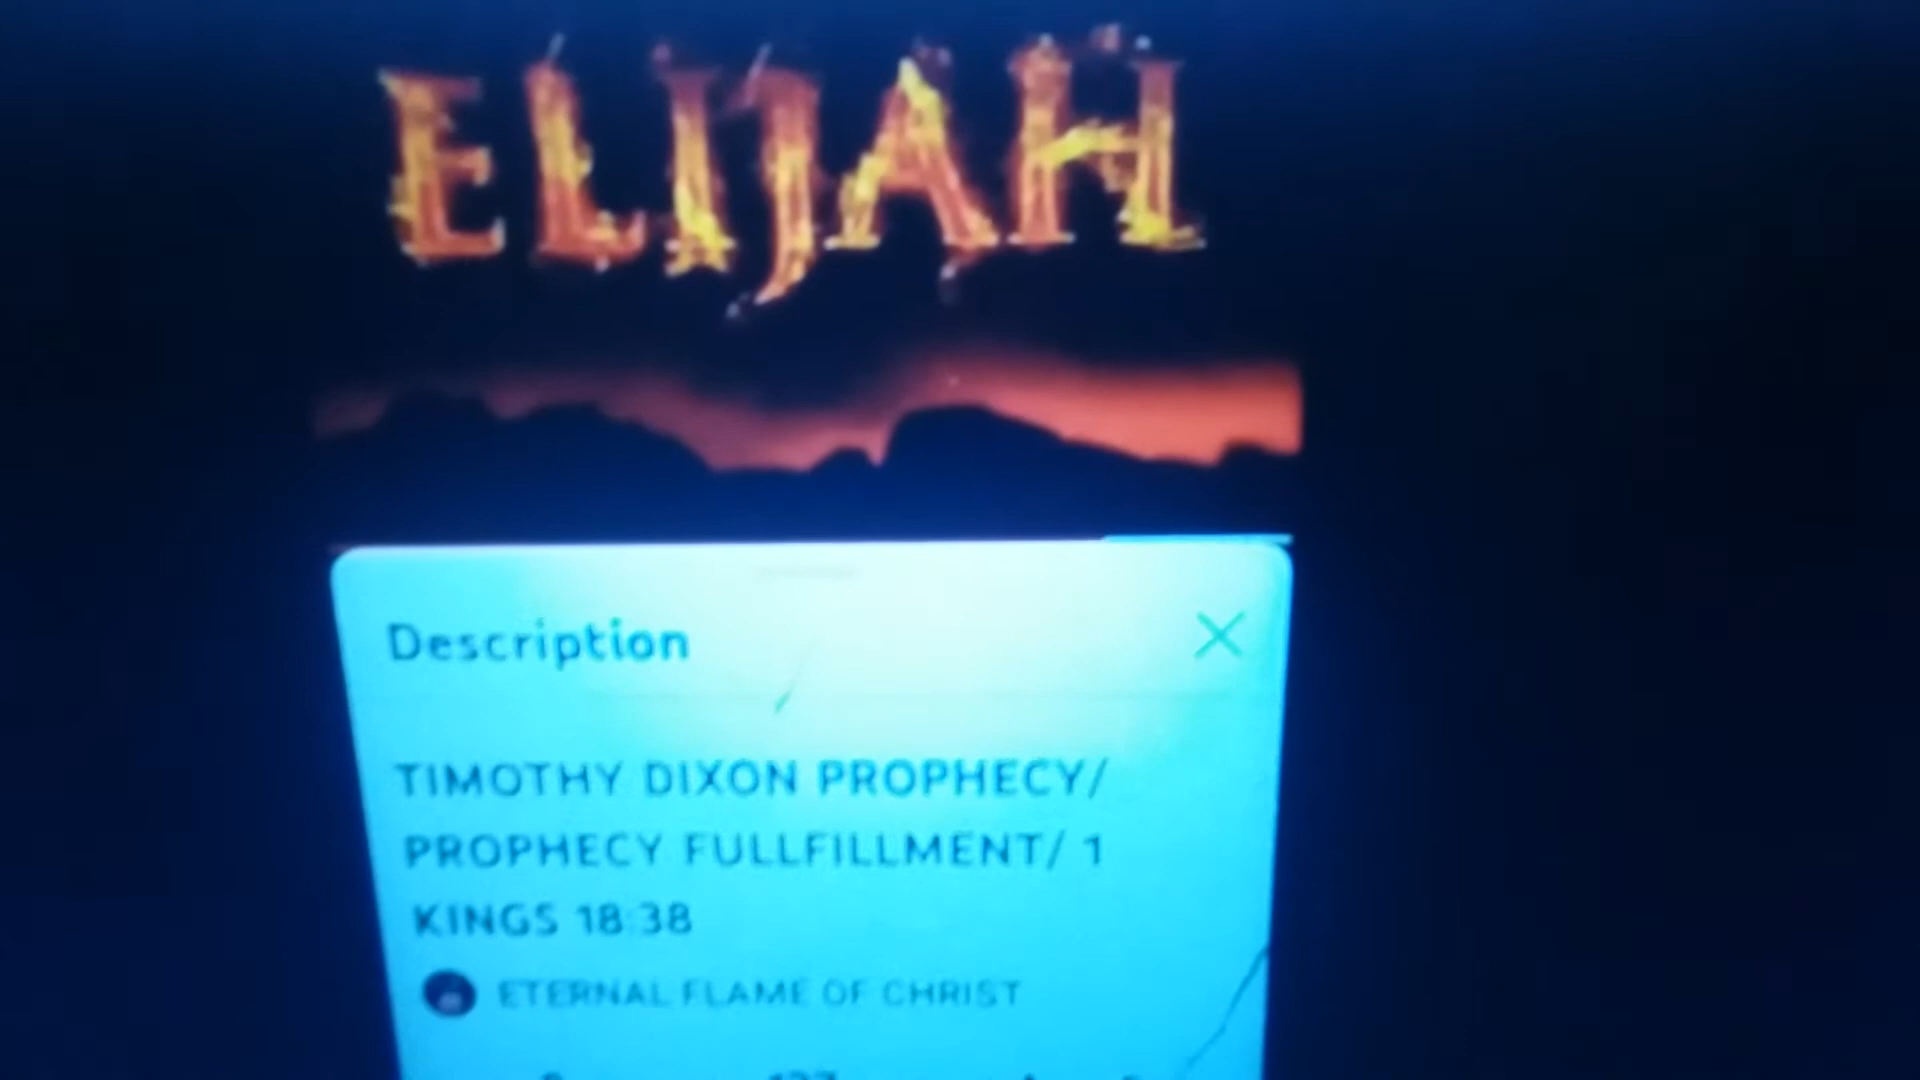 ELIJAH
Description
TIMOTHY DIXON PROPHECY/
PROPHECY FULLFILLMENT/ 1
KINGS 18:38
ETERNAL FLAME OF CHRIST